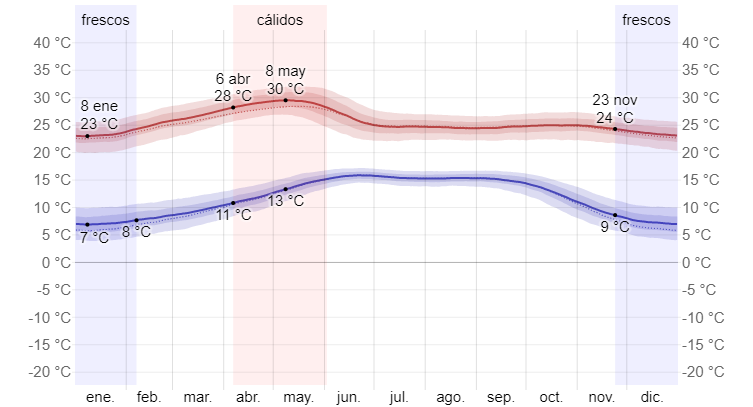 frescos
cálidos
frescos
40 °C
40 °C
35 °C
35 °C
30 °C
30 °C
25 °C
25 °C
20 °C
20 °C
15 °C
15 °C
10 °C
10 °C
5 °C
5 °C
0 °C
0 °C
-5 °C
-5 °C
-10 °C
-10 °C
-15 °C
-15 °C
-20 °C
-20 °C
8 ene
23 °C
6 abr
28 °C
8 may
30 °C
23 nov
24 °C
7 °C
8 °C
11 °C
13 °C
9 °C
ene.
feb.
mar.
abr.
may.
jun.
jul.
ago.
sep.
oct.
nov.
dic.